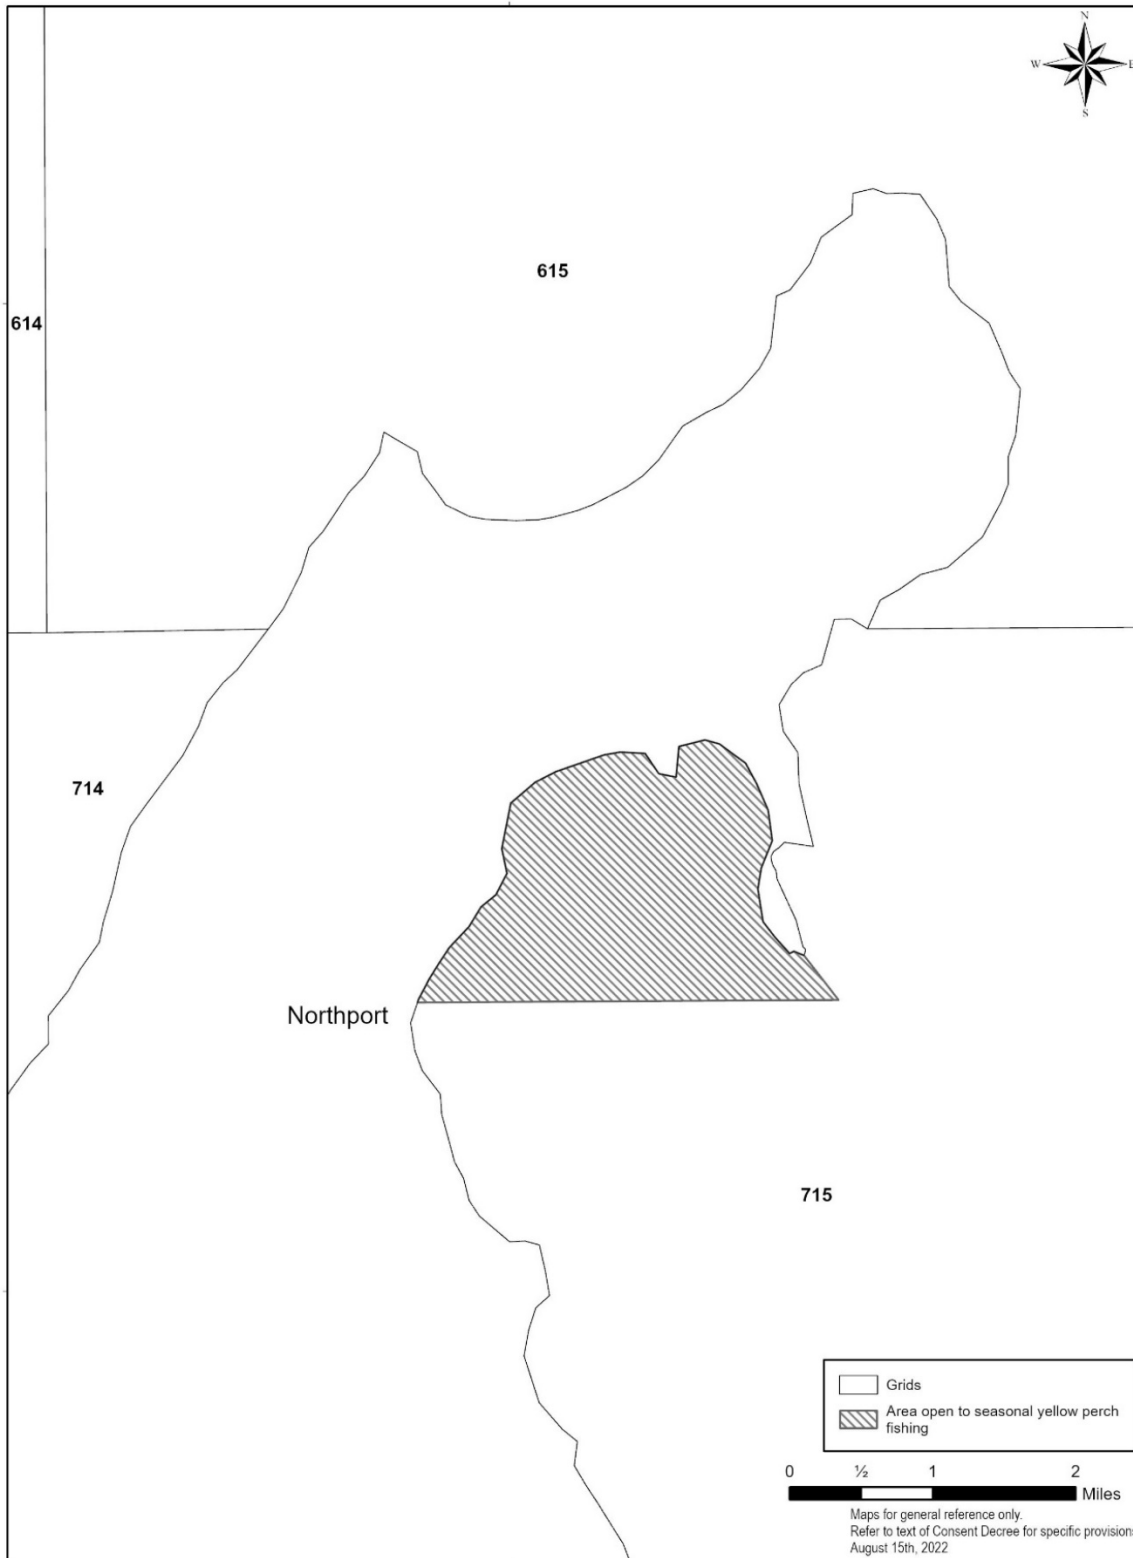 N
W E
S
615
614
714
Northport
715
Grids
Area open to seasonal yellow perch
fishing
0 ½ 1 2
Miles
Maps for general reference only.
Refer to text of Consent Decree for specific provisions
August 15th, 2022